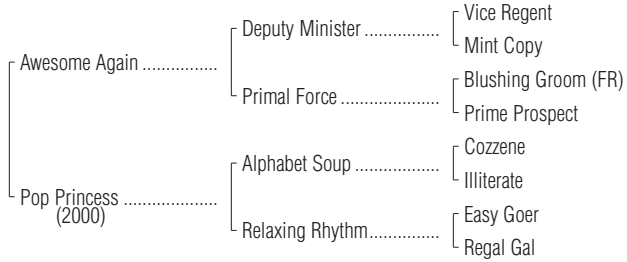 Vice Regent
Deputy Minister ................
Mint Copy
Awesome Again ................
Blushing Groom (FR)
Primal Force .....................
Prime Prospect
Cozzene
Alphabet Soup ..................
Illiterate
Pop Princess ....................
(2000)
Easy Goer
Relaxing Rhythm...............
Regal Gal